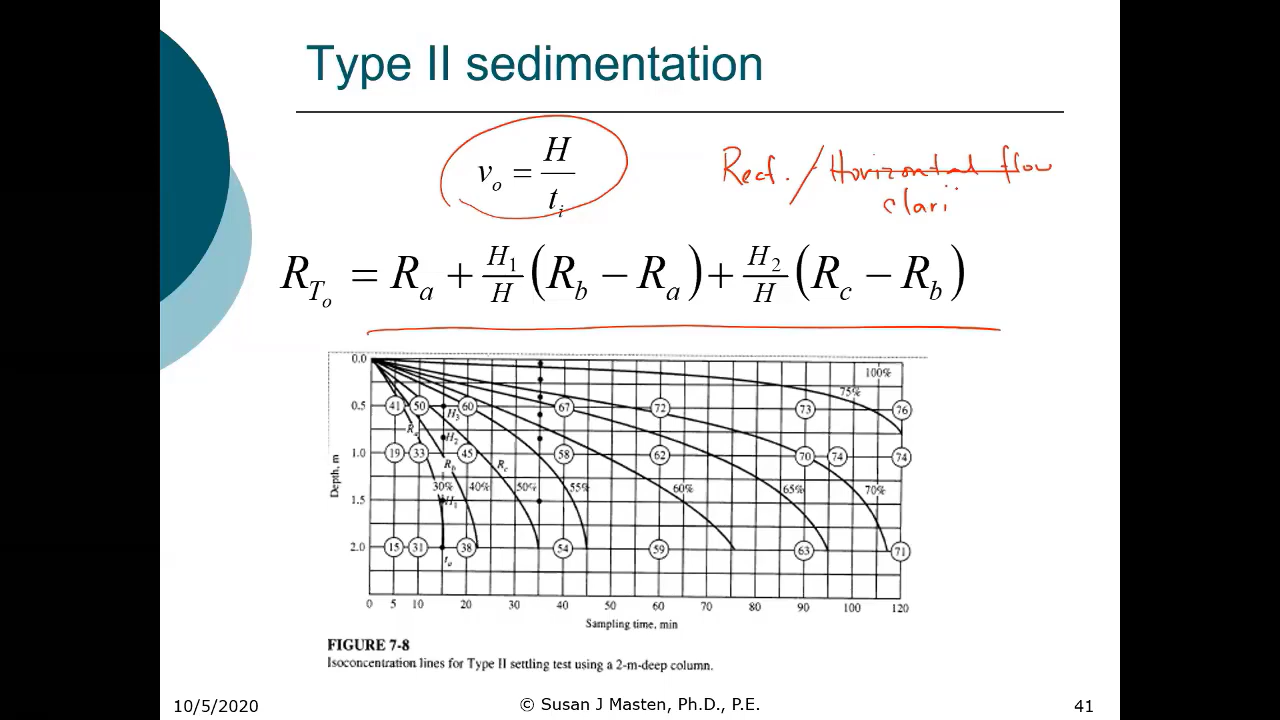 Type II sedimentation
v_o = H / t_i
Rect. / Horizontal flow
clari
R_{T_o} = R_a + H_1/H (R_b − R_a) + H_2/H (R_c − R_b)
0.0
100%
75%
0.5 41 50 H_3 60 67 72 73 76
H_2
1.0 19 33 45 58 62 70 74 74
R_b R_c
30% 40% 50% 55% 60% 65% 70%
1.5 H_1
2.0 15 31 38 54 59 63 71
t_o
Depth, m
0 5 10 20 30 40 50 60 70 80 90 100 120
Sampling time, min
FIGURE 7-8
Isoconcentration lines for Type II settling test using a 2-m-deep column.
10/5/2020 © Susan J Masten, Ph.D., P.E. 41